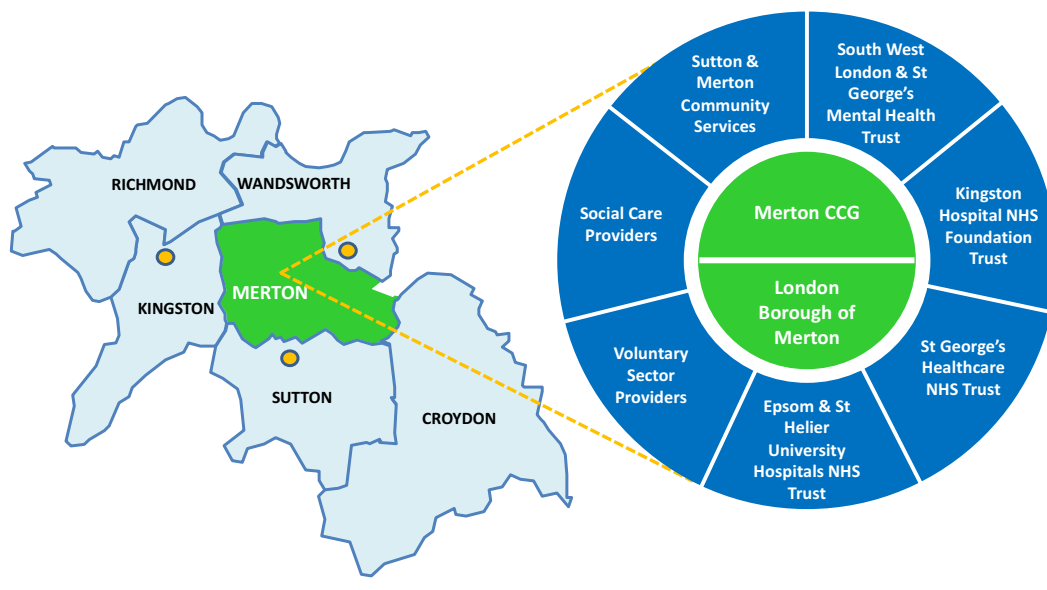 RICHMOND
WANDSWORTH
MERTON
KINGSTON
SUTTON
CROYDON
Sutton &
Merton
Community
Services
South West
London & St
George’s
Mental Health
Trust
Kingston
Hospital NHS
Foundation
Trust
St George’s
Healthcare
NHS Trust
Epsom & St
Helier
University
Hospitals NHS
Trust
Voluntary
Sector
Providers
Social Care
Providers
Merton CCG
London
Borough of
Merton